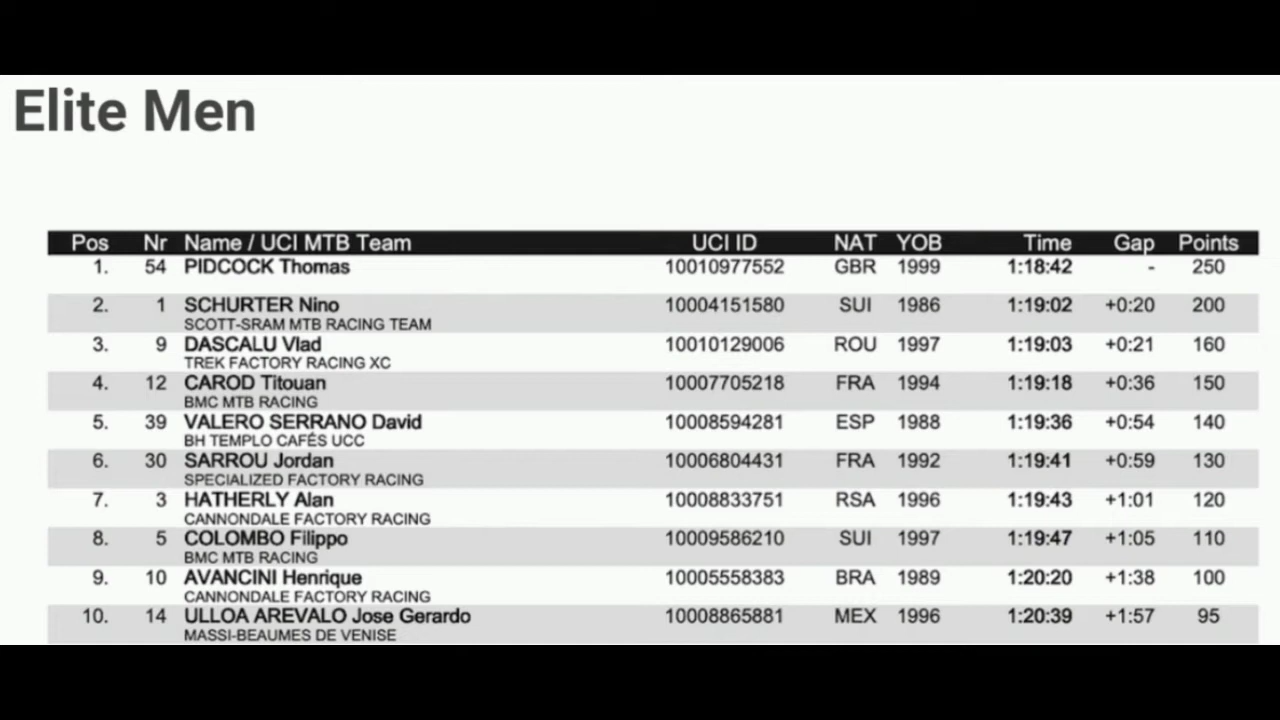 Elite Men
Pos Nr Name / UCI MTB Team UCI ID NAT YOB Time Gap Points
1. 54 PIDCOCK Thomas 10010977552 GBR 1999 1:18:42 - 250
2. 1 SCHURTER Nino 10004151580 SUI 1986 1:19:02 +0:20 200
SCOTT-SRAM MTB RACING TEAM
3. 9 DASCALU Vlad 10010129006 ROU 1997 1:19:03 +0:21 160
TREK FACTORY RACING XC
4. 12 CAROD Titouan 10007705218 FRA 1994 1:19:18 +0:36 150
BMC MTB RACING
5. 39 VALERO SERRANO David 10008594281 ESP 1988 1:19:36 +0:54 140
BH TEMPLO CAFÉS UCC
6. 30 SARROU Jordan 10006804431 FRA 1992 1:19:41 +0:59 130
SPECIALIZED FACTORY RACING
7. 3 HATHERLY Alan 10008833751 RSA 1996 1:19:43 +1:01 120
CANNONDALE FACTORY RACING
8. 5 COLOMBO Filippo 10009586210 SUI 1997 1:19:47 +1:05 110
BMC MTB RACING
9. 10 AVANCINI Henrique 10005558383 BRA 1989 1:20:20 +1:38 100
CANNONDALE FACTORY RACING
10. 14 ULLOA AREVALO Jose Gerardo 10008865881 MEX 1996 1:20:39 +1:57 95
MASSI-BEAUMES DE VENISE